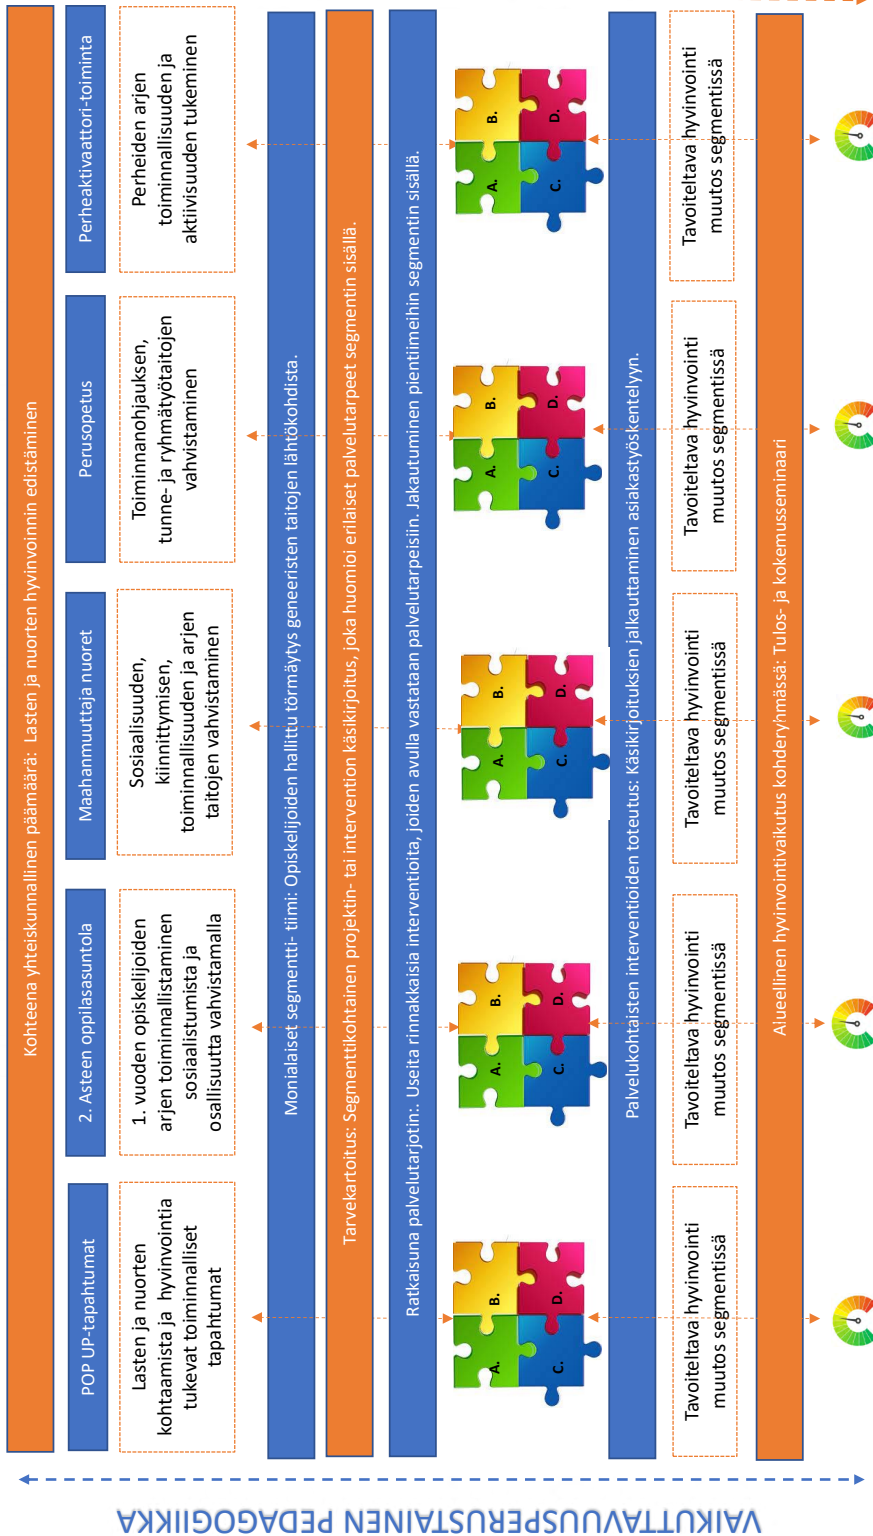 VAIKUTTAVUUSPERUSTAINEN PEDAGOGIIKKA
Kohteena yhteiskunnallinen päämäärä: Lasten ja nuorten hyvinvoinnin edistäminen
POP UP-tapahtumat
2. Asteen oppilasasuntola
Maahanmuuttaja nuoret
Perusopetus
Perheaktivaattori-toiminta
Lasten ja nuorten
kohtaamista ja hyvinvointia
tukevat toiminnalliset
tapahtumat
1. vuoden opiskelijoiden
arjen toiminnallistaminen
sosiaalistumista ja
osallisuutta vahvistamalla
Sosiaalisuuden,
kiinnittymisen,
toiminnallisuuden ja arjen
taitojen vahvistaminen
Toiminnanohjauksen,
tunne- ja ryhmätyötaitojen
vahvistaminen
Perheiden arjen
toiminnallisuuden ja
aktiivisuuden tukeminen
Monialaiset segmentti- tiimi: Opiskelijoiden hallittu törmäytys geneeristen taitojen lähtökohdista.
Tarvekartoitus: Segmenttikohtainen projektin- tai intervention käsikirjoitus, joka huomioi erilaiset palvelutarpeet segmentin sisällä.
Ratkaisuna palvelutarjotin:. Useita rinnakkaisia interventioita, joiden avulla vastataan palvelutarpeisiin. Jakautuminen pientiimeihin segmentin sisällä.
A.
B.
C.
D.
A.
B.
C.
D.
A.
B.
C.
D.
A.
B.
C.
D.
A.
B.
C.
D.
Palvelukohtaisten interventioiden toteutus: Käsikirjoituksien jalkauttaminen asiakastyöskentelyyn.
Tavoiteltava hyvinvointi
muutos segmentissä
Tavoiteltava hyvinvointi
muutos segmentissä
Tavoiteltava hyvinvointi
muutos segmentissä
Tavoiteltava hyvinvointi
muutos segmentissä
Tavoiteltava hyvinvointi
muutos segmentissä
Alueellinen hyvinvointivaikutus kohderyhmässä: Tulos- ja kokemusseminaari